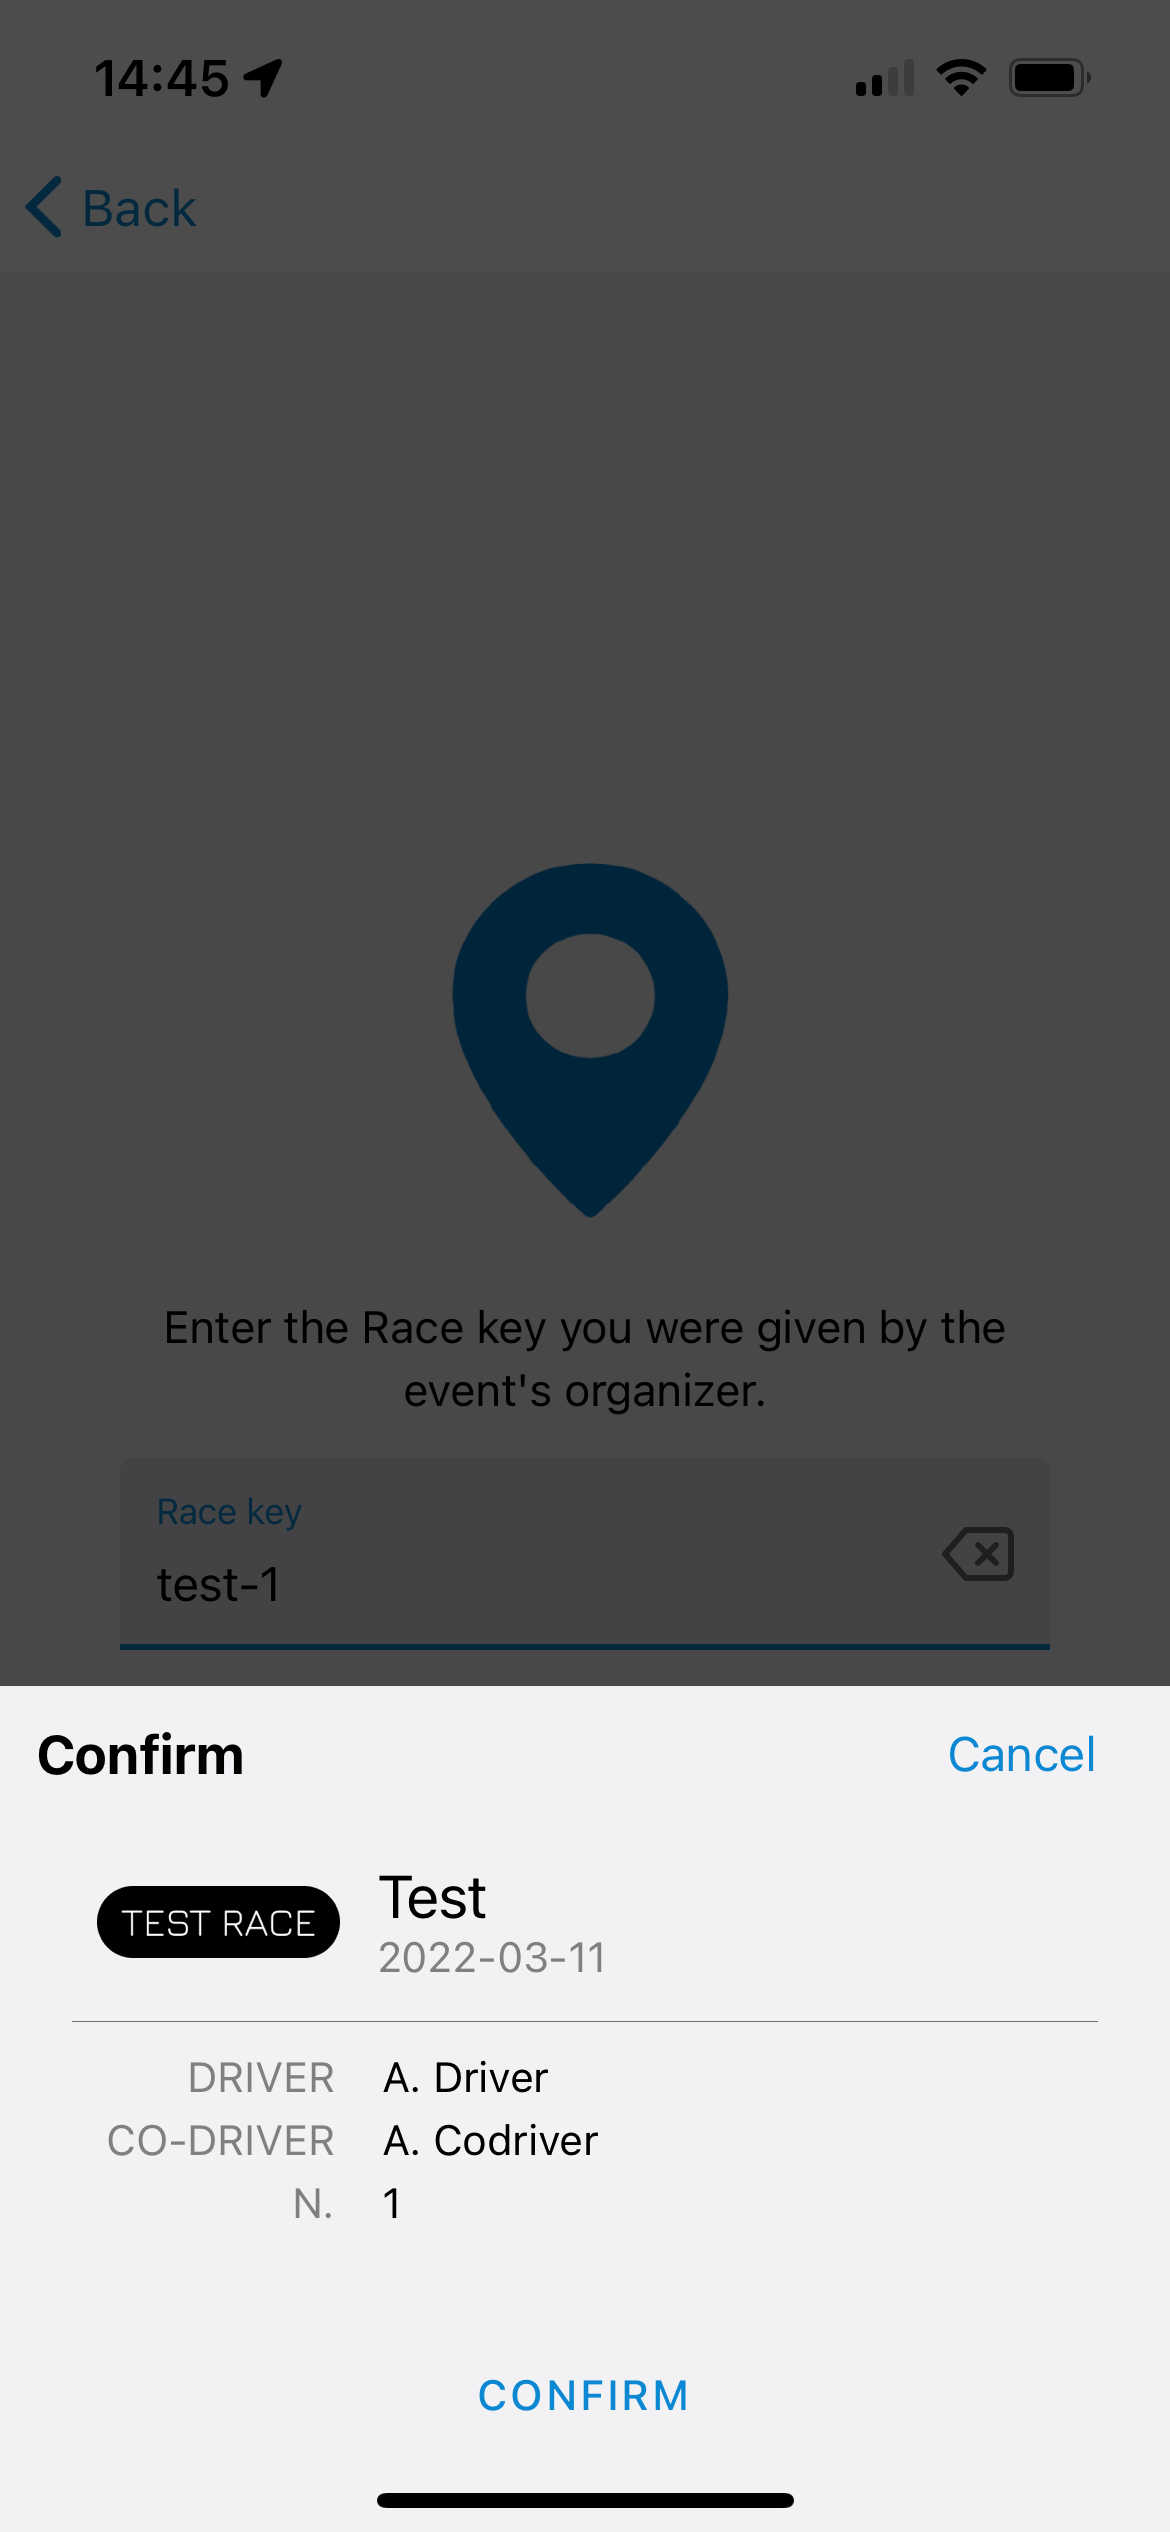 14:45
Back
Enter the Race key you were given by the
event's organizer.
Race key
test-1
Confirm
Cancel
TEST RACE
Test
2022-03-11
DRIVER A. Driver
CO-DRIVER A. Codriver
N. 1
CONFIRM